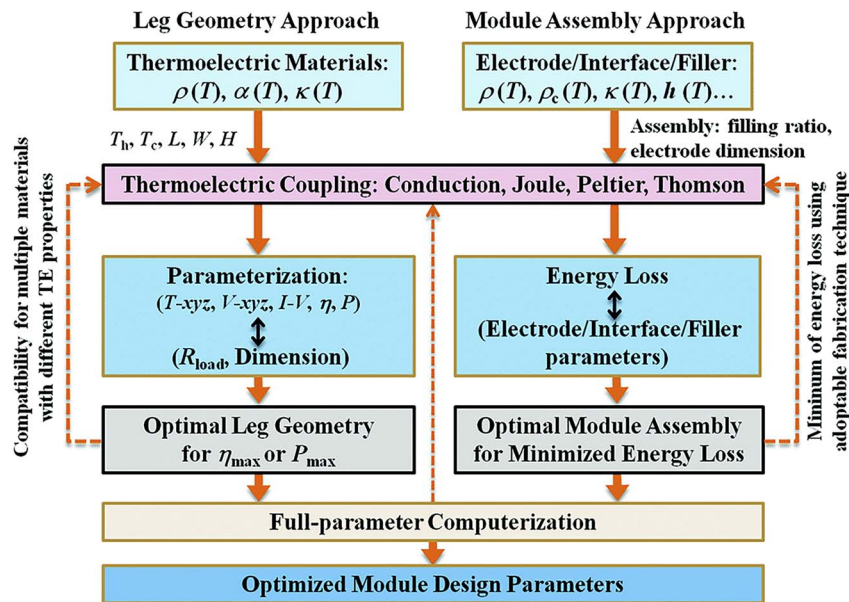 Leg Geometry Approach
Module Assembly Approach
Thermoelectric Materials:
ρ(T), α(T), κ(T)
Electrode/Interface/Filler:
ρ(T), ρc(T), κ(T), h (T)...
Th, Tc, L, W, H
Assembly: filling ratio,
electrode dimension
Thermoelectric Coupling: Conduction, Joule, Peltier, Thomson
Compatibility for multiple materials
with different TE properties
Parameterization:
(T-xyz, V-xyz, I-V, η, P)
(Rload, Dimension)
Energy Loss
(Electrode/Interface/Filler
parameters)
Minimum of energy loss using
adoptable fabrication technique
Optimal Leg Geometry
for ηmax or Pmax
Optimal Module Assembly
for Minimized Energy Loss
Full-parameter Computerization
Optimized Module Design Parameters